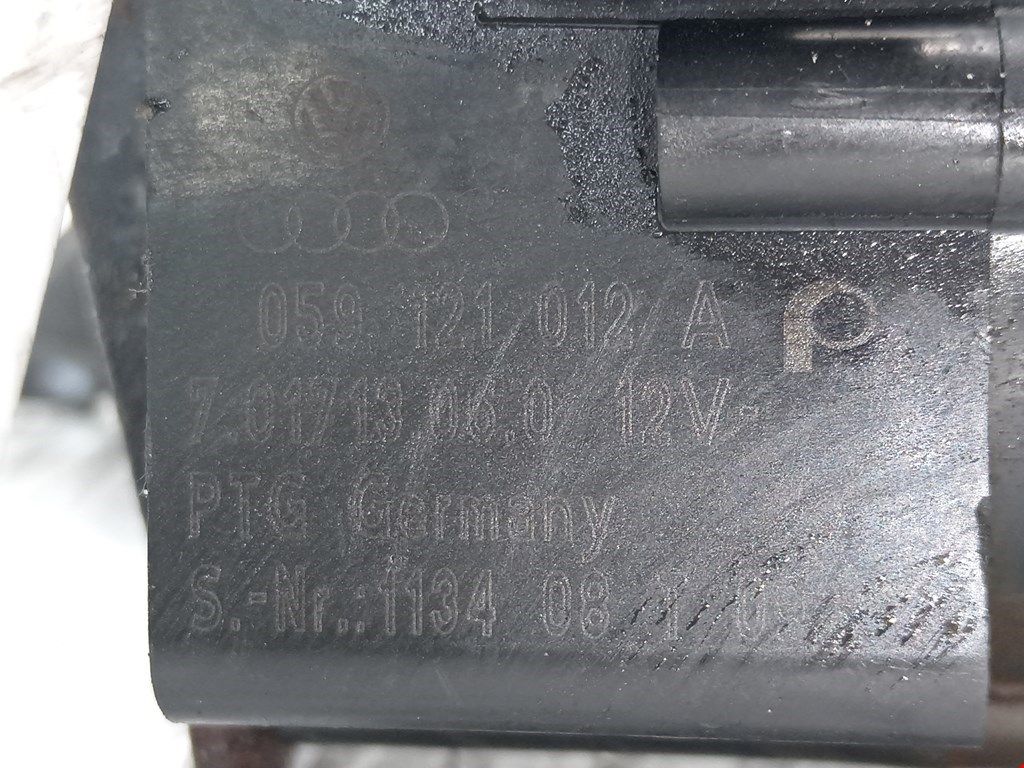 059 121 012 A
7.01713 06.0 12V
PTG Germany
S.-Nr.: 1134 08